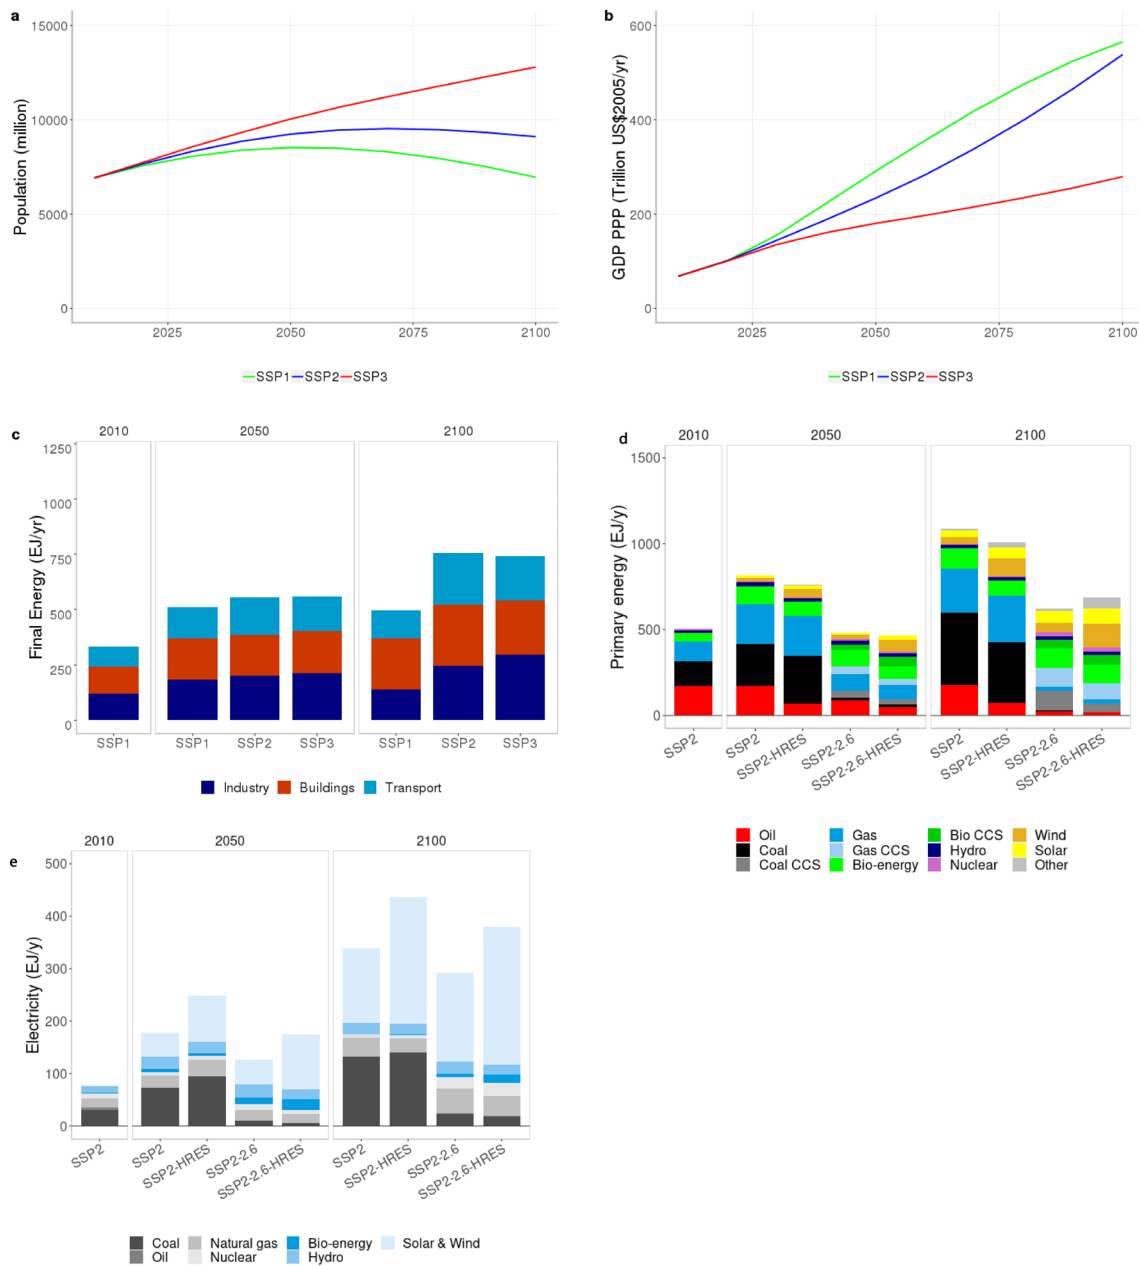 a
15000
10000
5000
0
Population (million)
2025 2050 2075 2100
SSP1 SSP2 SSP3
b
600
400
200
0
GDP PPP (Trillion US$2005/yr)
2025 2050 2075 2100
SSP1 SSP2 SSP3
c
2010 2050 2100
1250
1000
750
500
250
0
Final Energy (EJ/yr)
SSP1 SSP1 SSP2 SSP3 SSP1 SSP2 SSP3
Industry Buildings Transport
d
2010 2050 2100
1500
1000
500
0
Primary energy (EJ/y)
SSP2 SSP2 SSP2-HRES SSP2-2.6 SSP2-2.6-HRES SSP2 SSP2-HRES SSP2-2.6 SSP2-2.6-HRES
Oil Gas Bio CCS Wind
Coal Gas CCS Hydro Solar
Coal CCS Bio-energy Nuclear Other
e
2010 2050 2100
500
400
300
200
100
0
Electricity (EJ/y)
SSP2 SSP2 SSP2-HRES SSP2-2.6 SSP2-2.6-HRES SSP2 SSP2-HRES SSP2-2.6 SSP2-2.6-HRES
Coal Natural gas Bio-energy Solar & Wind
Oil Nuclear Hydro